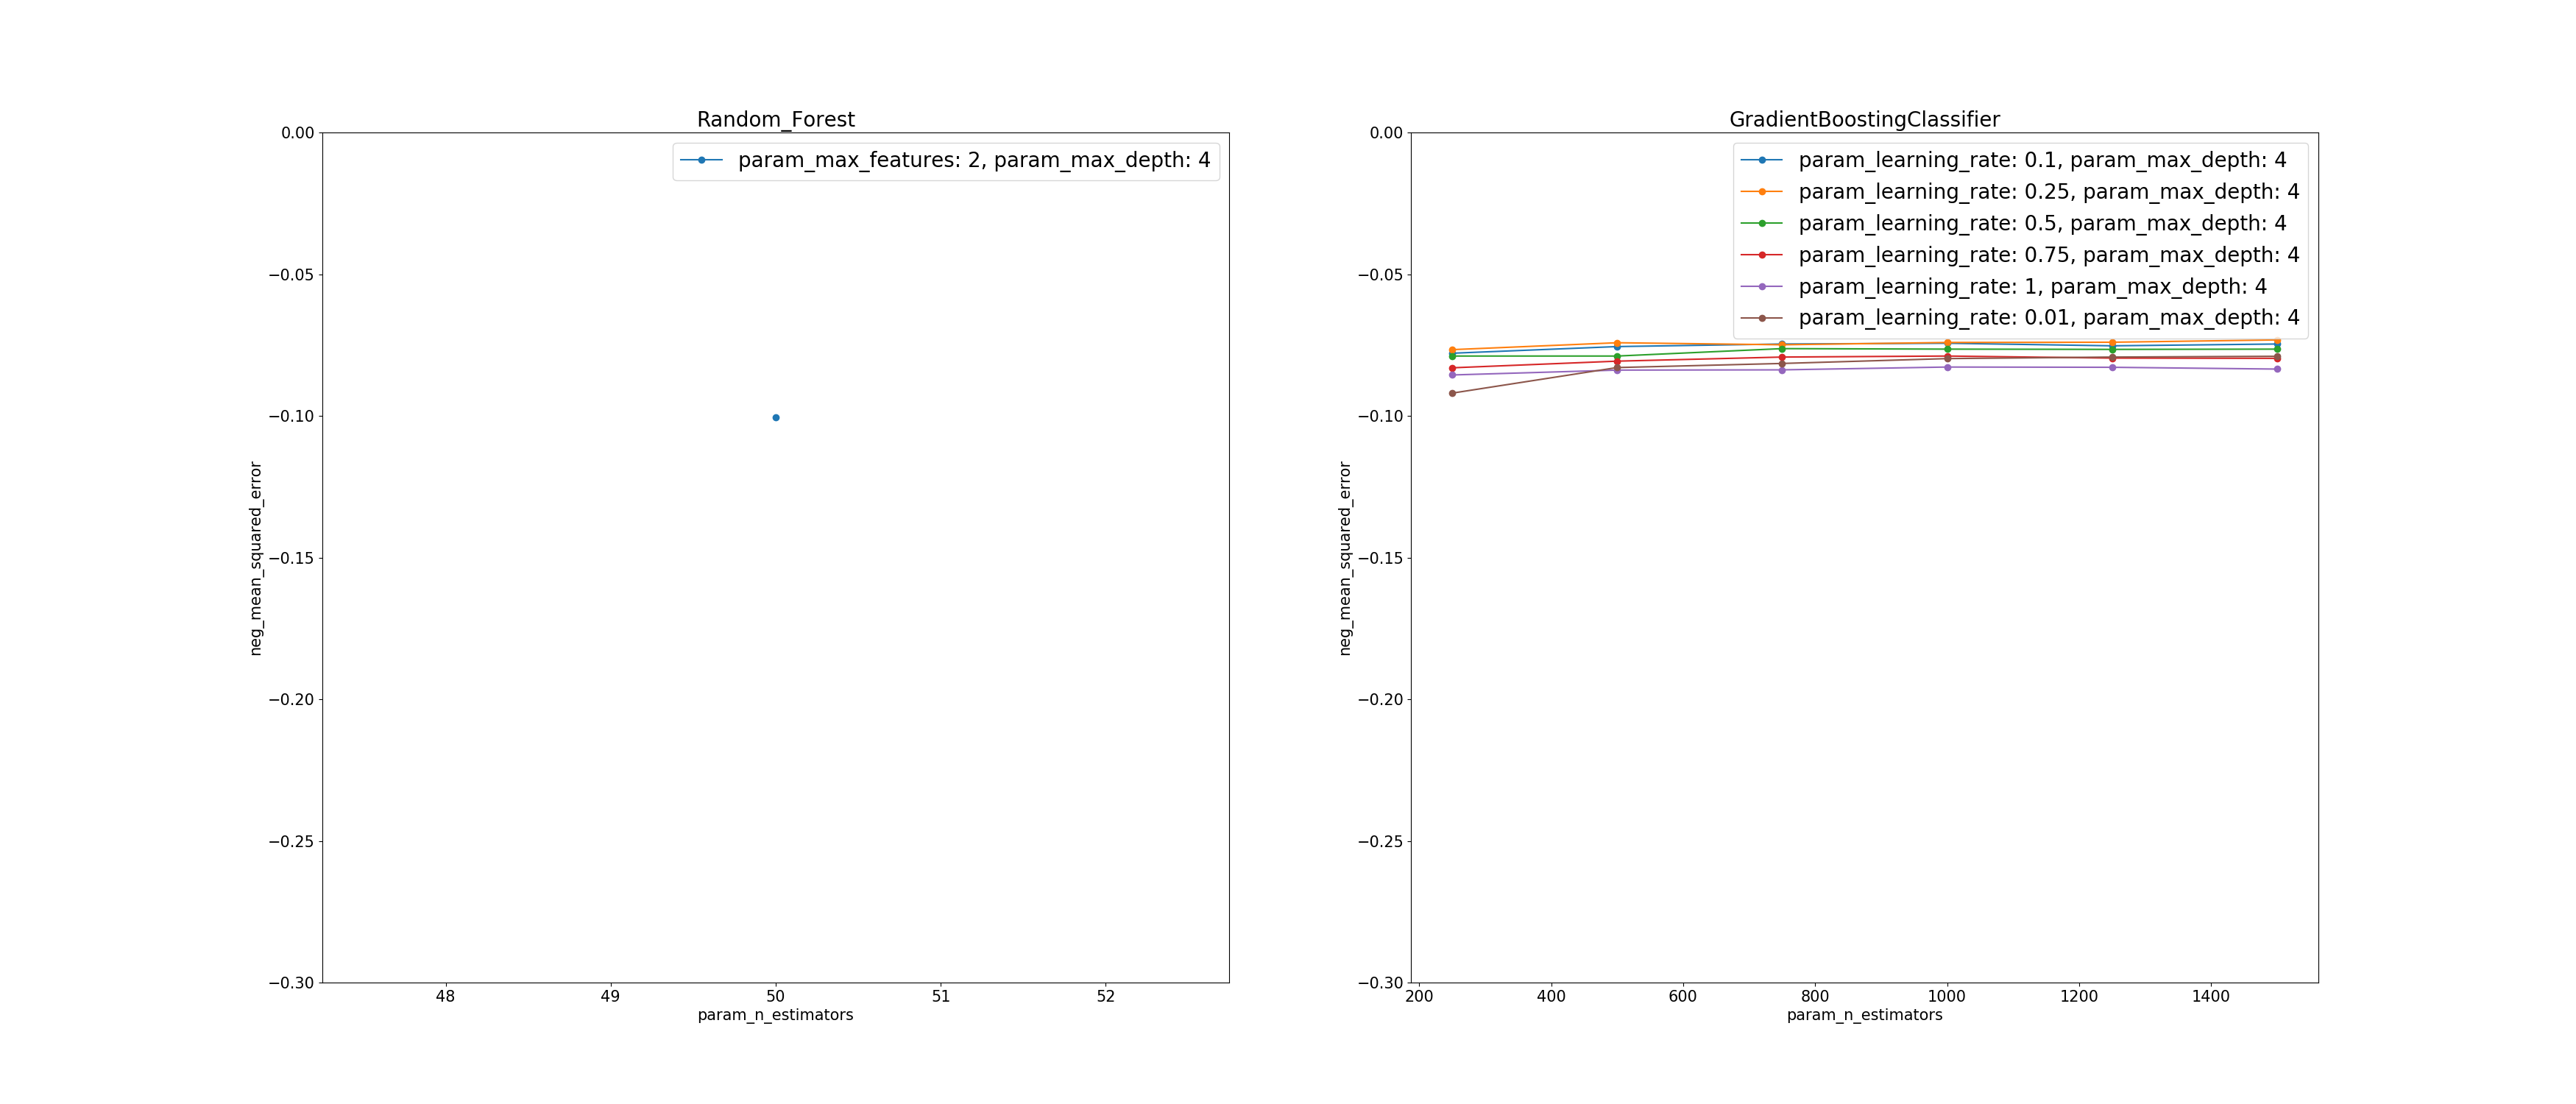 Random_Forest
param_max_features: 2, param_max_depth: 4
0.00
−0.05
−0.10
−0.15
−0.20
−0.25
−0.30
neg_mean_squared_error
48
49
50
51
52
param_n_estimators
GradientBoostingClassifier
param_learning_rate: 0.1, param_max_depth: 4
param_learning_rate: 0.25, param_max_depth: 4
param_learning_rate: 0.5, param_max_depth: 4
param_learning_rate: 0.75, param_max_depth: 4
param_learning_rate: 1, param_max_depth: 4
param_learning_rate: 0.01, param_max_depth: 4
0.00
−0.05
−0.10
−0.15
−0.20
−0.25
−0.30
neg_mean_squared_error
200
400
600
800
1000
1200
1400
param_n_estimators